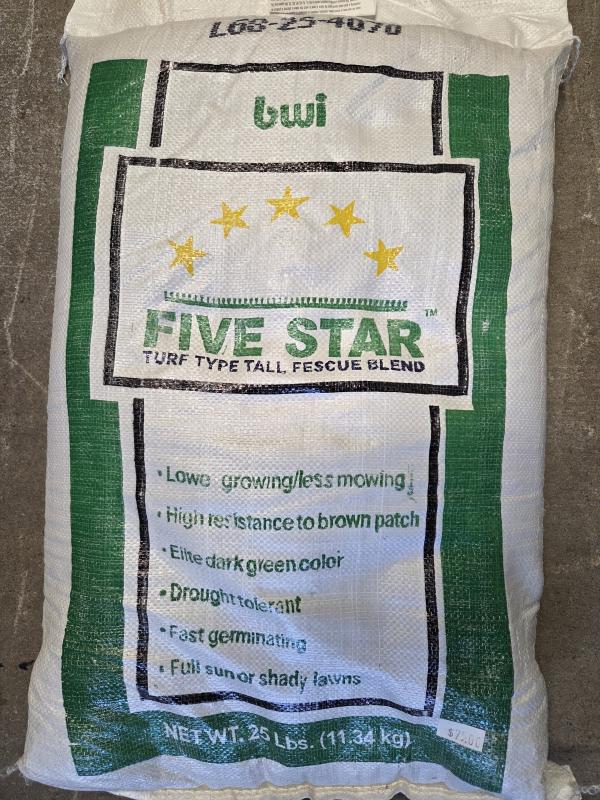 L68-25-4070
bwi
FIVE STAR™
TURF TYPE TALL FESCUE BLEND
• Lowe growing/less mowing
• High resistance to brown patch
• Elite dark green color
• Drought tolerant
• Fast germinating
• Full sun or shady lawns
NET WT. 25 Lbs. (11.34 kg)